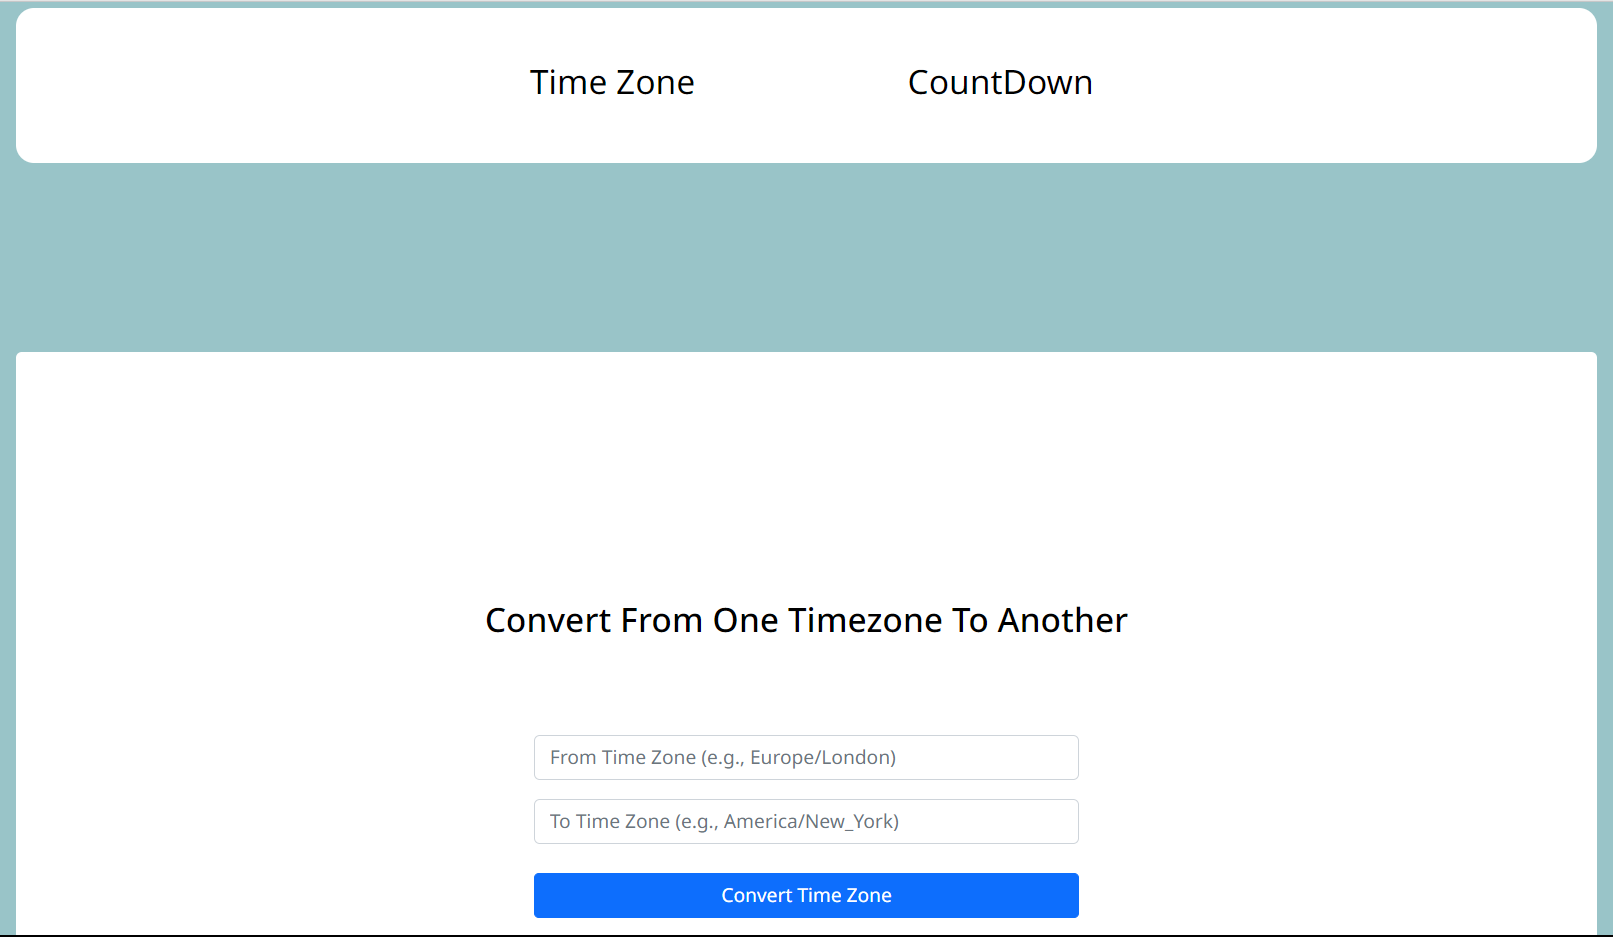 Time Zone CountDown
Convert From One Timezone To Another
From Time Zone (e.g., Europe/London)
To Time Zone (e.g., America/New_York)
Convert Time Zone